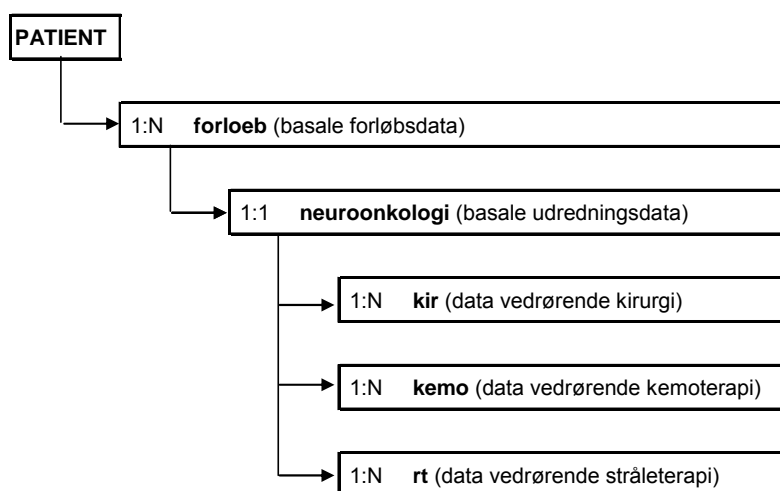 PATIENT
1:N forloeb (basale forløbsdata)
1:1 neuroonkologi (basale udredningsdata)
1:N kir (data vedrørende kirurgi)
1:N kemo (data vedrørende kemoterapi)
1:N rt (data vedrørende stråleterapi)